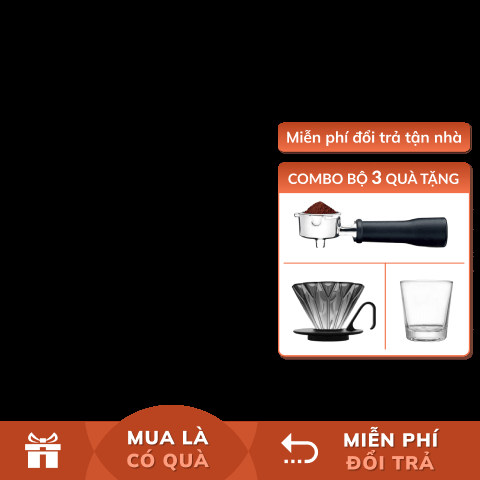 Miễn phí đổi trả tận nhà
COMBO BỘ 3 QUÀ TẶNG
MUA LÀ
CÓ QUÀ
MIỄN PHÍ
ĐỔI TRẢ